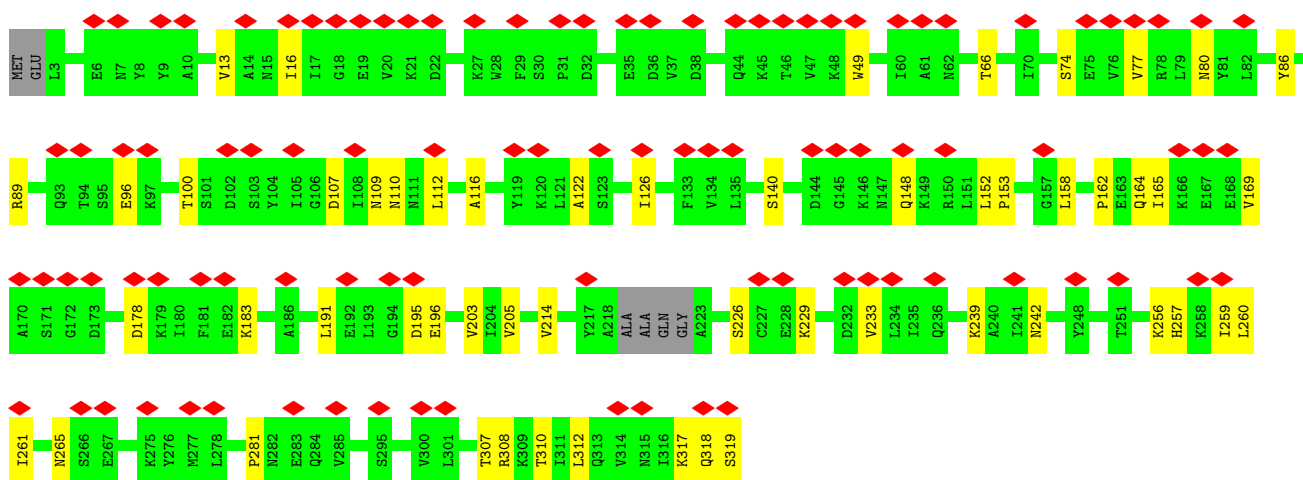 MET GLU L3 E6 N7 Y8 Y9 A10 V13 A14 N15 I16 I17 G18 E19 V20 K21 D22 K27 W28 F29 S30 P31 D32 E35 D36 V37 D38 Q44 K45 T46 V47 K48 W49 I60 A61 N62 T66 I70 S74 E75 V76 V77 R78 L79 N80 Y81 L82 Y86
R89 Q93 T94 S95 E96 K97 T100 S101 D102 S103 Y104 I105 G106 D107 I108 N109 N110 N111 L112 A116 Y119 K120 L121 A122 S123 I126 F133 V134 L135 S140 D144 G145 K146 N147 Q148 K149 R150 L151 L152 P153 G157 L158 P162 E163 Q164 I165 K166 E167 E168 V169
A170 S171 G172 D173 D178 K179 I180 F181 E182 K183 A186 L191 E192 L193 G194 D195 E196 V203 I204 V205 V214 Y217 A218 ALA ALA GLN GLY A223 S226 C227 E228 K229 D232 V233 L234 I235 Q236 K239 A240 I241 N242 Y248 T251 K256 H257 K258 I259 L260
I261 N265 S266 E267 K275 Y276 M277 L278 P281 N282 E283 Q284 V285 S295 V300 L301 T307 R308 K309 T310 I311 L312 Q313 V314 N315 I316 K317 Q318 S319